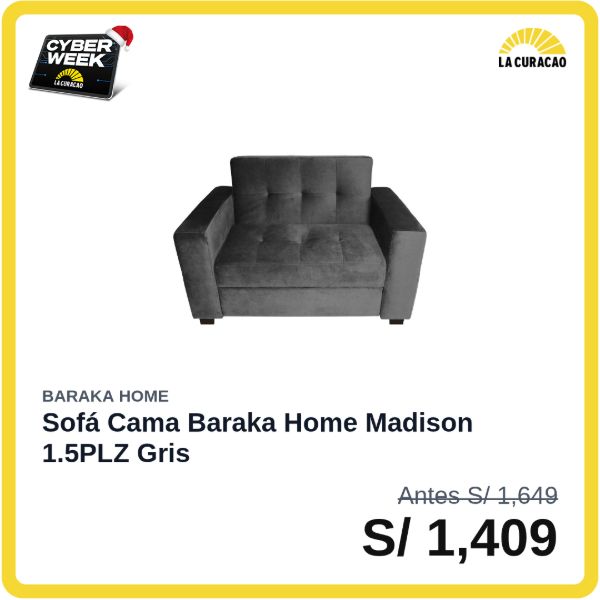 CYBER
WEEK
LA CURACAO
LA CURACAO
BARAKA HOME
Sofá Cama Baraka Home Madison
1.5PLZ Gris
Antes S/ 1,649
S/ 1,409